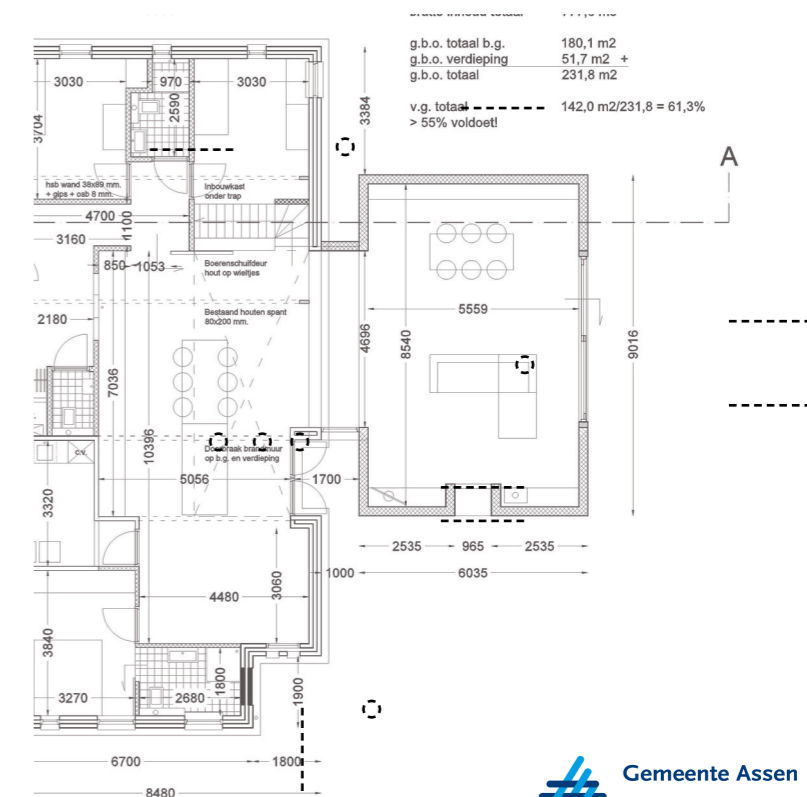 g.b.o. totaal b.g. 180,1 m2
g.b.o. verdieping 51,7 m2 +
g.b.o. totaal 231,8 m2
v.g. totaal 142,0 m2/231,8 = 61,3%
> 55% voldoet!
A
3030
970
3030
2590
3704
3384
hsb wand 38x89 mm.
+ gips + osb 8 mm.
Inbouwkast
onder trap
4700
1100
3160
850
1053
Boerenschuifdeur
hout op wieltjes
Bestaand houten spant
80x200 mm.
2180
5559
4696
8540
9016
7036
10396
c.v.
brandmuur
op b.g. en verdieping
5056
1700
3320
2535
965
2535
1000
6035
4480
3060
3840
3270
2680
1800
1900
6700
1800
8480
Gemeente Assen